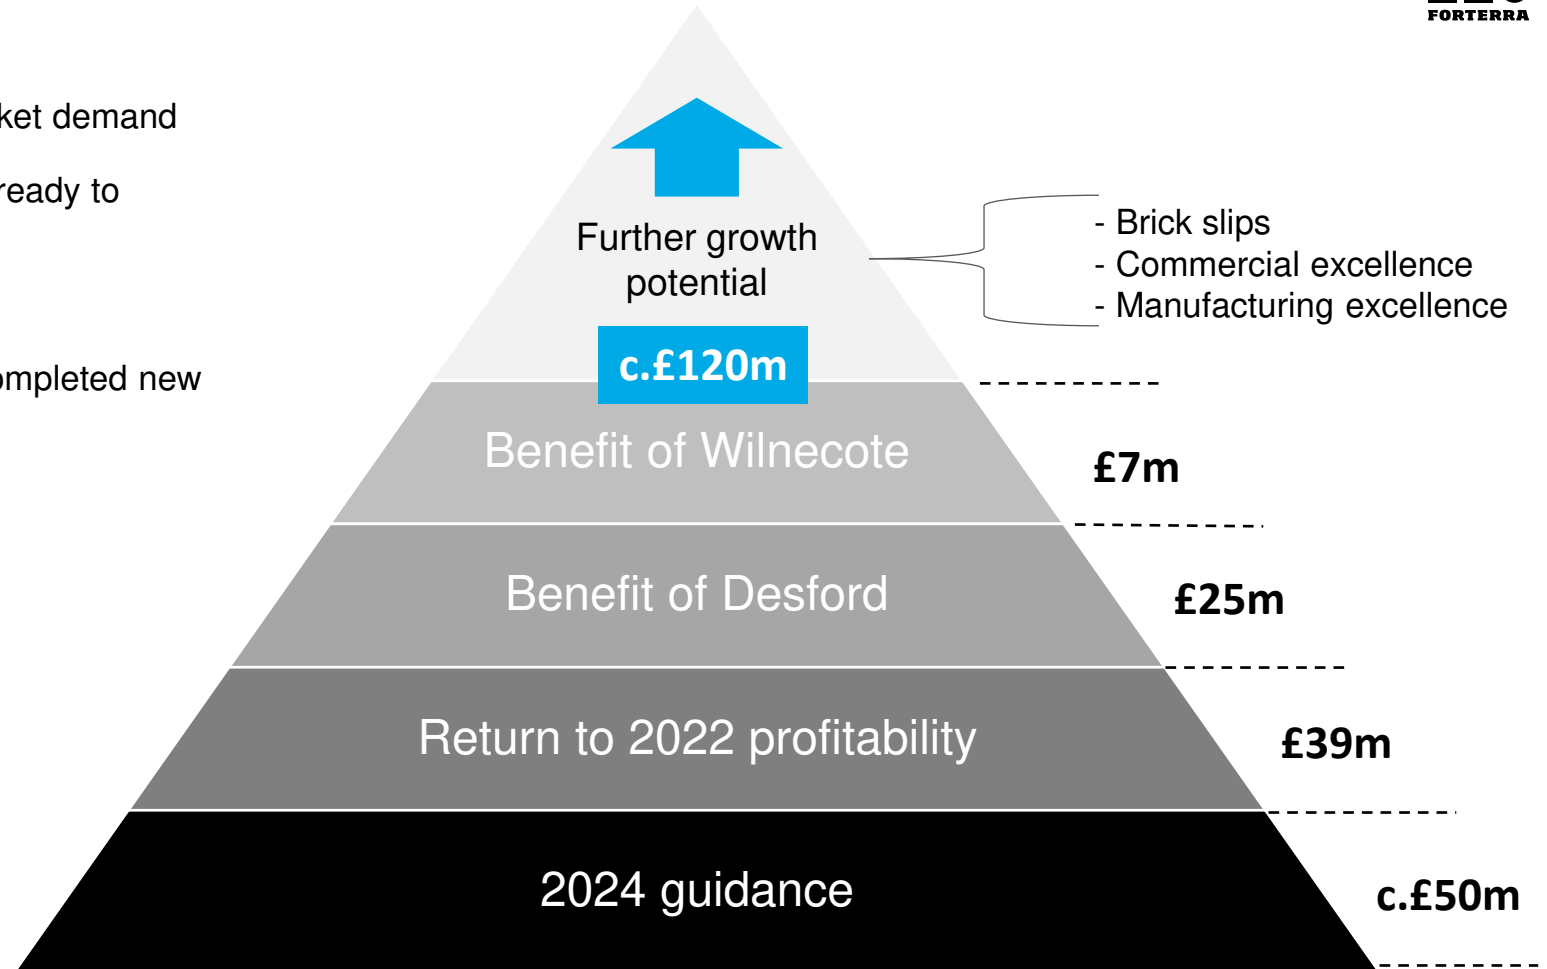 FORTERRA
ket demand
ready to
ompleted new
Further growth
potential
- Brick slips
- Commercial excellence
- Manufacturing excellence
c.£120m
Benefit of Wilnecote
£7m
Benefit of Desford
£25m
Return to 2022 profitability
£39m
2024 guidance
c.£50m